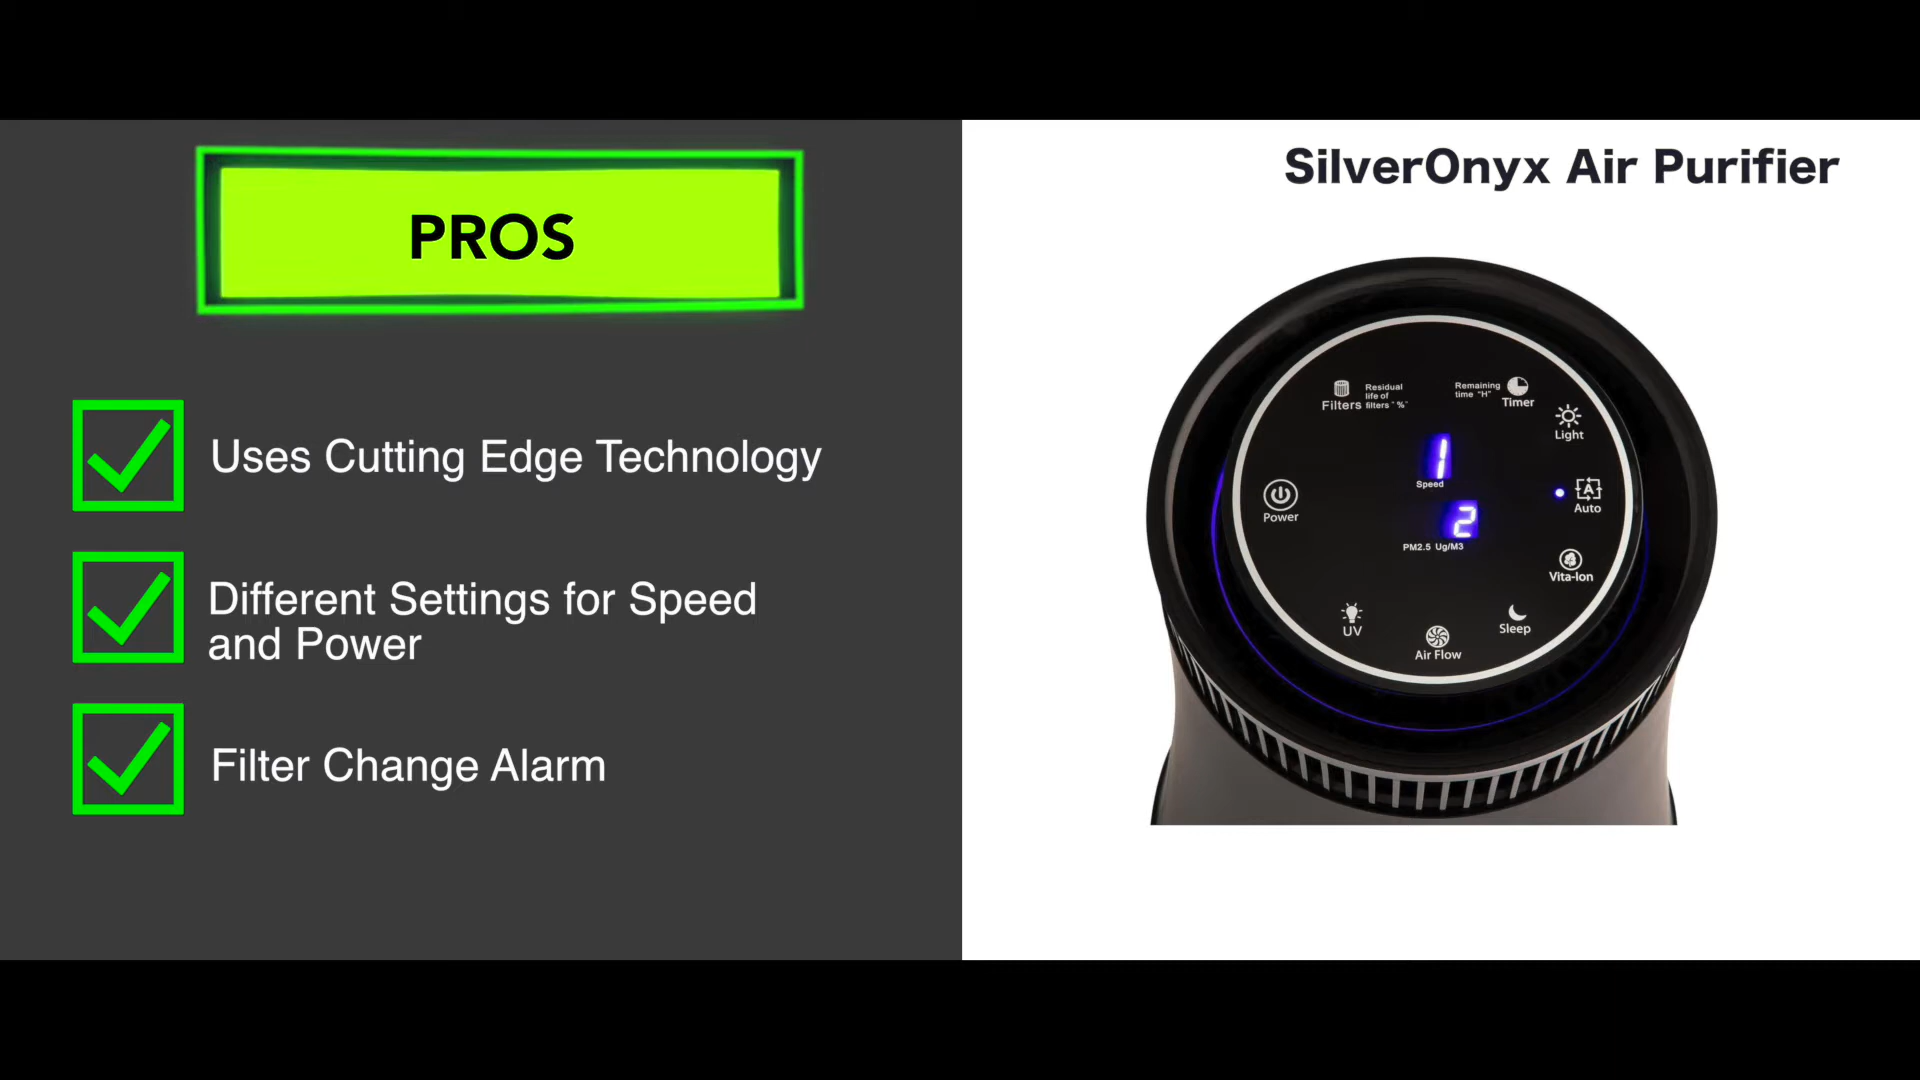 PROS
Uses Cutting Edge Technology
Different Settings for Speed
and Power
Filter Change Alarm
SilverOnyx Air Purifier
Filters
Residual
life of
filters "%"
Remaining
time "H"
Timer
Light
1
Speed
Power
Auto
2
PM2.5 Ug/M3
Vita-Ion
UV
Air Flow
Sleep